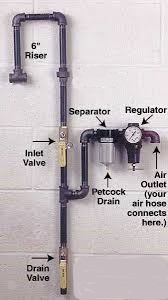 6"
Riser
Separator
Regulator
Inlet
Valve
Petcock
Drain
Air
Outlet
(your
air hose
connects
here.)
Drain
Valve